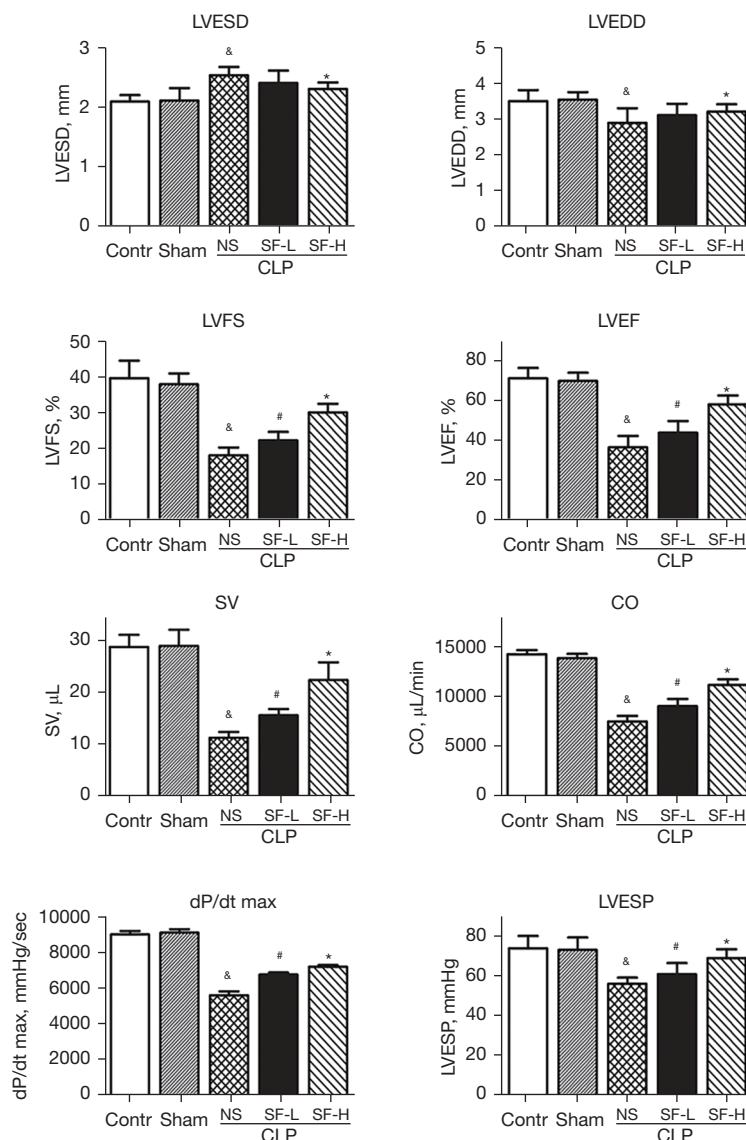 LVESD
LVESD, mm
3
2
1
0
&
*
Contr Sham NS SF-L SF-H
CLP
LVEDD
LVEDD, mm
5
4
3
2
1
0
&
*
Contr Sham NS SF-L SF-H
CLP
LVFS
LVFS, %
50
40
30
20
10
0
&
#
*
Contr Sham NS SF-L SF-H
CLP
LVEF
LVEF, %
80
60
40
20
0
&
#
*
Contr Sham NS SF-L SF-H
CLP
SV
SV, µL
30
20
10
0
&
#
*
Contr Sham NS SF-L SF-H
CLP
CO
CO, µL/min
15000
10000
5000
0
&
#
*
Contr Sham NS SF-L SF-H
CLP
dP/dt max
dP/dt max, mmHg/sec
10000
8000
6000
4000
2000
0
&
#
*
Contr Sham NS SF-L SF-H
CLP
LVESP
LVESP, mmHg
80
60
40
20
0
&
#
*
Contr Sham NS SF-L SF-H
CLP